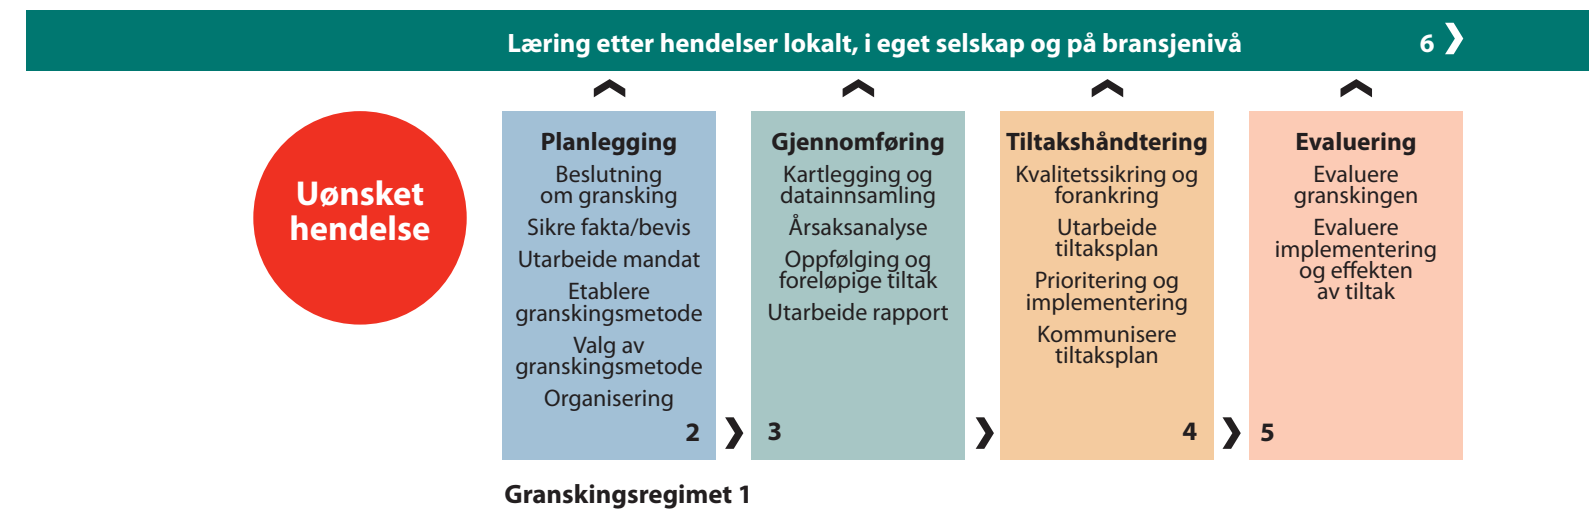 Læring etter hendelser lokalt, i eget selskap og på bransjenivå
6
Uønsket
hendelse
Planlegging
Beslutning
om gransking
Sikre fakta/bevis
Utarbeide mandat
Etablere
granskingsmetode
Valg av
granskingsmetode
Organisering
2
Gjennomføring
Kartlegging og
datainnsamling
Årsaksanalyse
Oppfølging og
foreløpige tiltak
Utarbeide rapport
3
Tiltakshåndtering
Kvalitetssikring og
forankring
Utarbeide
tiltaksplan
Prioritering og
implementering
Kommunisere
tiltaksplan
4
Evaluering
Evaluere
granskingen
Evaluere
implementering
og effekten
av tiltak
5
Granskingsregimet 1